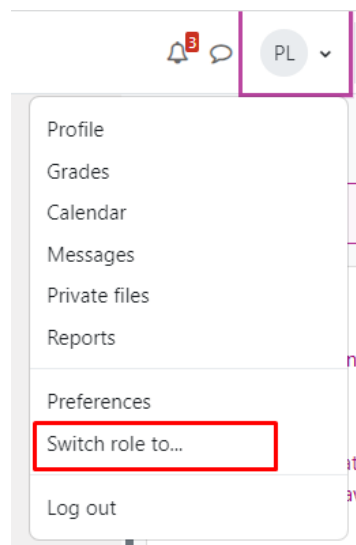 3
PL
Profile
Grades
Calendar
Messages
Private files
Reports
Preferences
Switch role to...
Log out